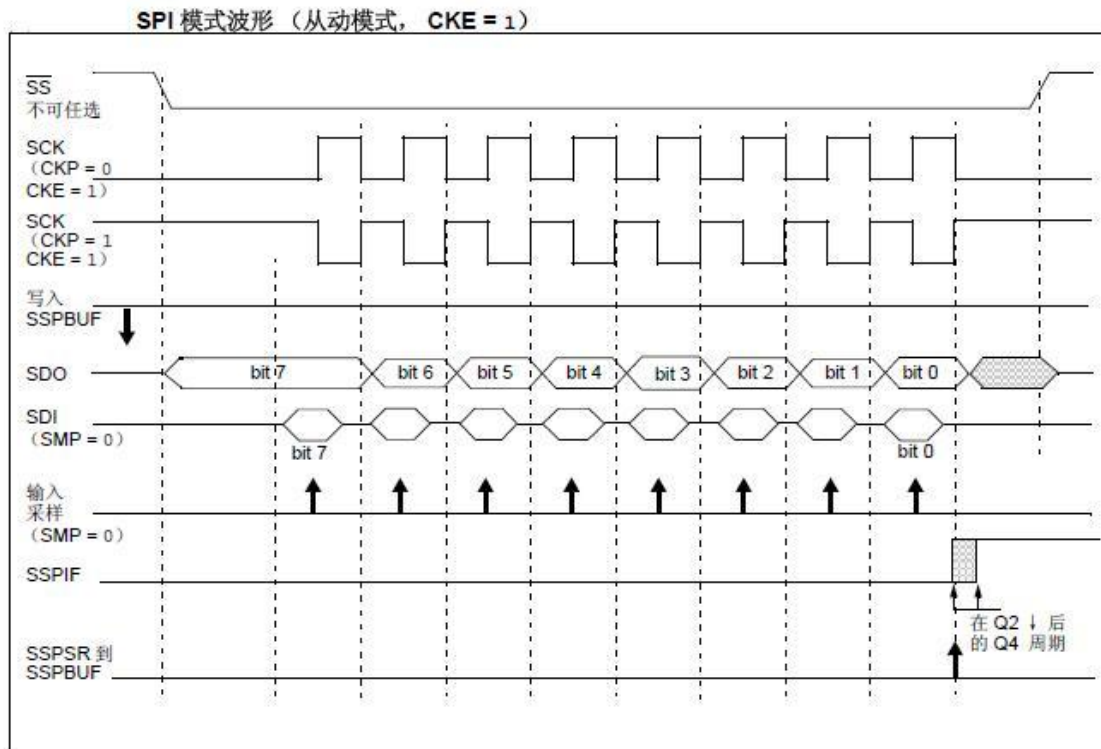 SPI 模式波形 （从动模式， CKE = 1）
SS
不可任选
SCK
（CKP = 0
CKE = 1）
SCK
（CKP = 1
CKE = 1）
写入
SSPBUF
SDO
bit 7 bit 6 bit 5 bit 4 bit 3 bit 2 bit 1 bit 0
SDI
（SMP = 0）
bit 7 bit 0
输入
采样
（SMP = 0）
SSPIF
在 Q2 ↓ 后
的 Q4 周期
SSPSR 到
SSPBUF